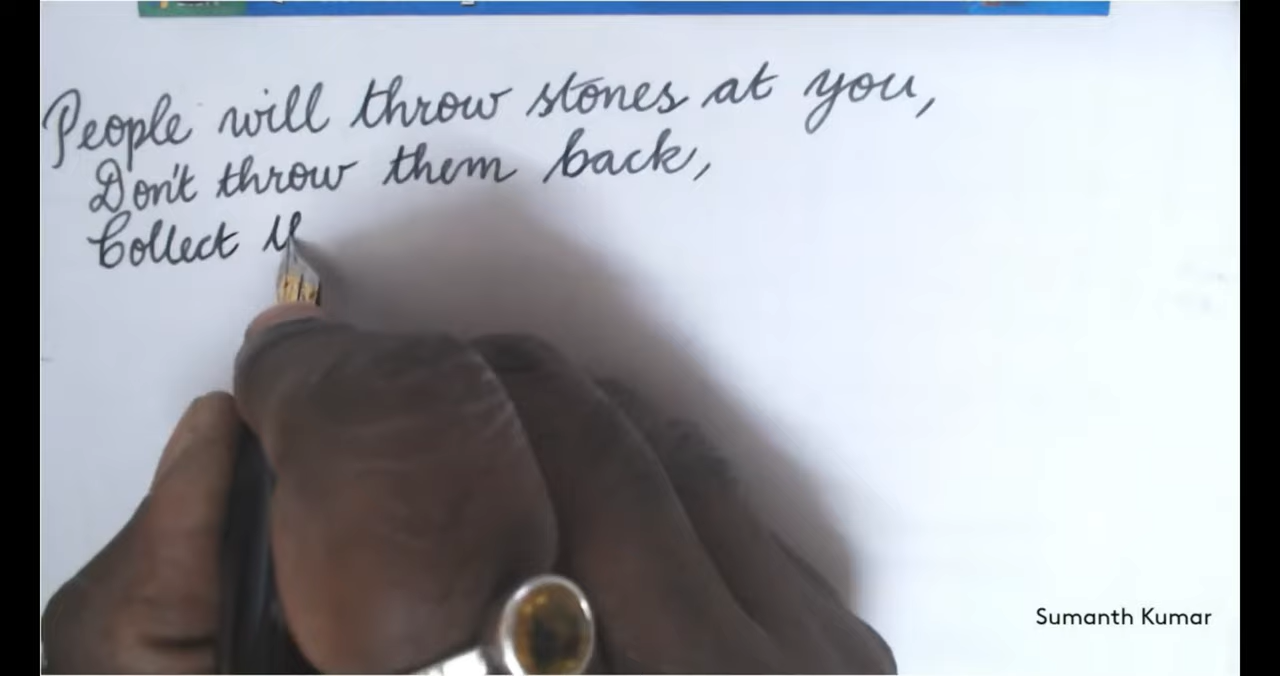 People will throw stones at you,
Don't throw them back,
Collect
Sumanth Kumar